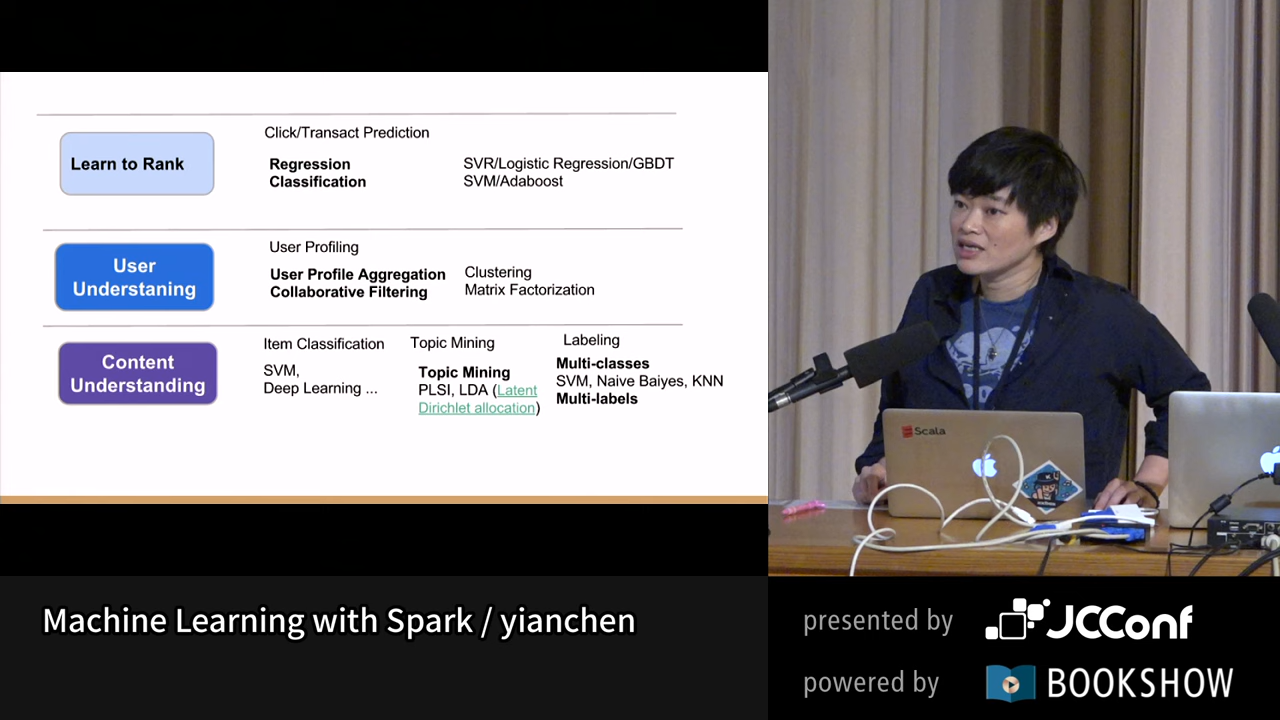 Click/Transact Prediction
Learn to Rank
Regression
Classification
SVR/Logistic Regression/GBDT
SVM/Adaboost
User Profiling
User
Understaning
User Profile Aggregation
Collaborative Filtering
Clustering
Matrix Factorization
Content
Understanding
Item Classification
SVM,
Deep Learning ...
Topic Mining
Topic Mining
PLSI, LDA (Latent
Dirichlet allocation)
Labeling
Multi-classes
SVM, Naive Baiyes, KNN
Multi-labels
Scala
Machine Learning with Spark / yianchen
presented by JCConf
powered by BOOKSHOW